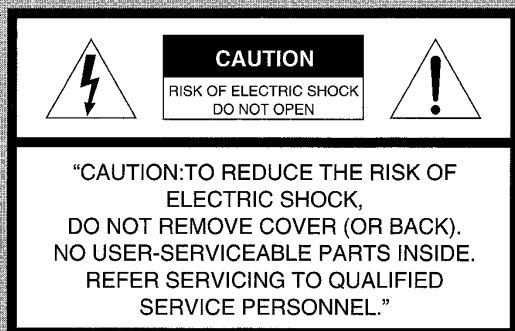 CAUTION
RISK OF ELECTRIC SHOCK
DO NOT OPEN
“CAUTION:TO REDUCE THE RISK OF
ELECTRIC SHOCK,
DO NOT REMOVE COVER (OR BACK).
NO USER-SERVICEABLE PARTS INSIDE.
REFER SERVICING TO QUALIFIED
SERVICE PERSONNEL.”